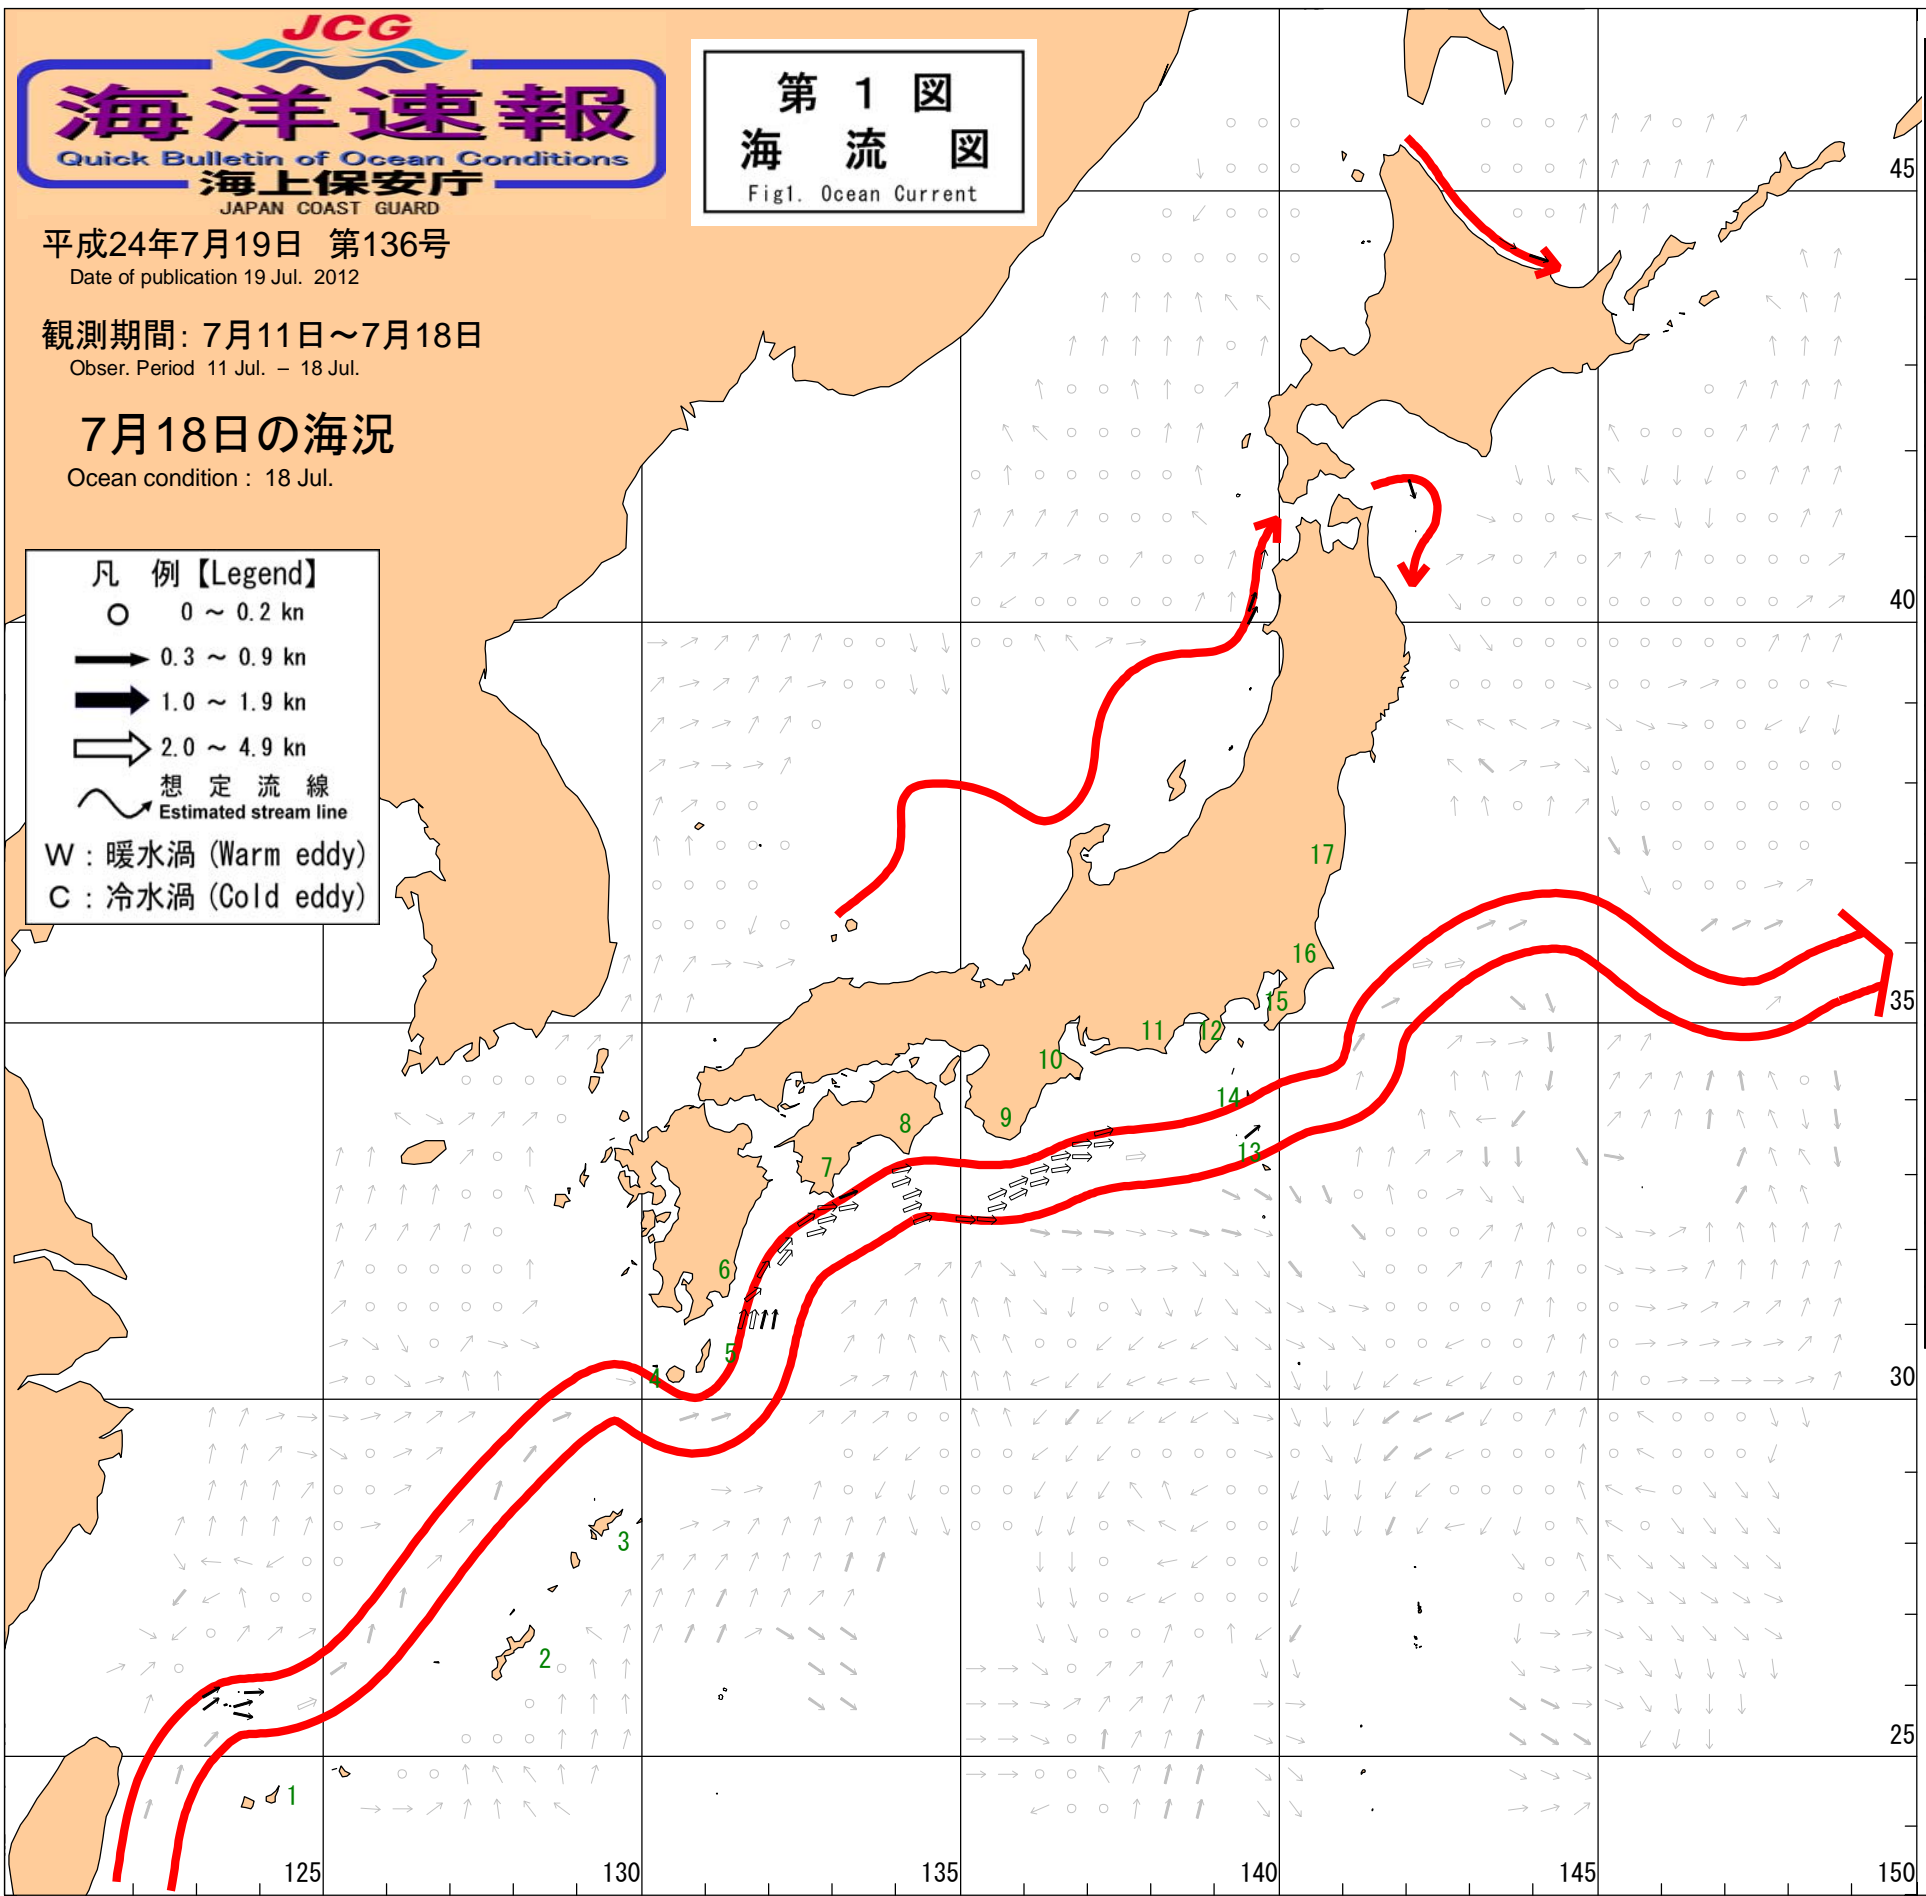 JCG
海洋速報
Quick Bulletin of Ocean Conditions
海上保安庁
JAPAN COAST GUARD
平成24年7月19日 第136号
Date of publication 19 Jul. 2012
観測期間: 7月11日～7月18日
Obser. Period 11 Jul. – 18 Jul.
7月18日の海況
Ocean condition : 18 Jul.
第 1 図
海 流 図
Fig1. Ocean Current
凡 例【Legend】
0 ～ 0.2 kn
0.3 ～ 0.9 kn
1.0 ～ 1.9 kn
2.0 ～ 4.9 kn
想 定 流 線
Estimated stream line
W : 暖水渦 (Warm eddy)
C : 冷水渦 (Cold eddy)
45
40
17
16
15
35
12
11
10
14
9
8
13
7
6
5
4
30
3
2
25
1
125
130
135
140
145
150